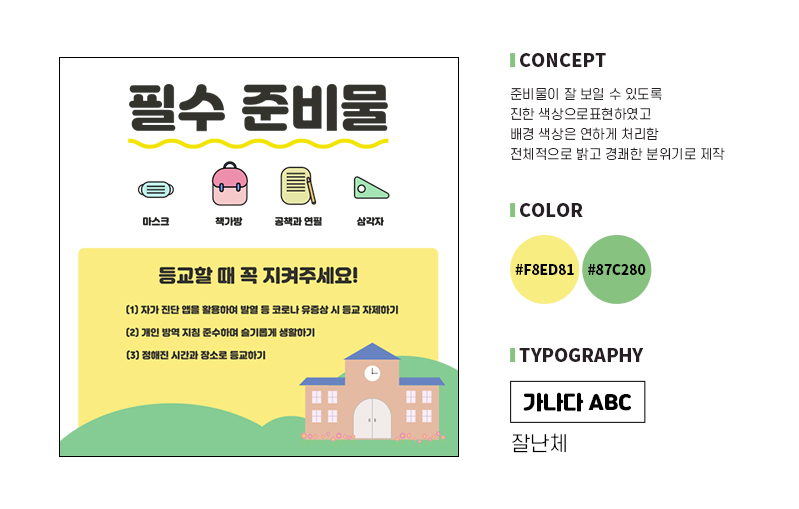 필수 준비물
마스크
책가방
공책과 연필
삼각자
등교할 때 꼭 지켜주세요!
(1) 자가 진단 앱을 활용하여 발열 등 코로나 유증상 시 등교 자제하기
(2) 개인 방역 지침 준수하며 슬기롭게 생활하기
(3) 정해진 시간과 장소로 등교하기
CONCEPT
준비물이 잘 보일 수 있도록
진한 색상으로표현하였고
배경 색상은 연하게 처리함
전체적으로 밝고 경쾌한 분위기로 제작
COLOR
#F8ED81
#87C280
TYPOGRAPHY
가나다 ABC
잘난체